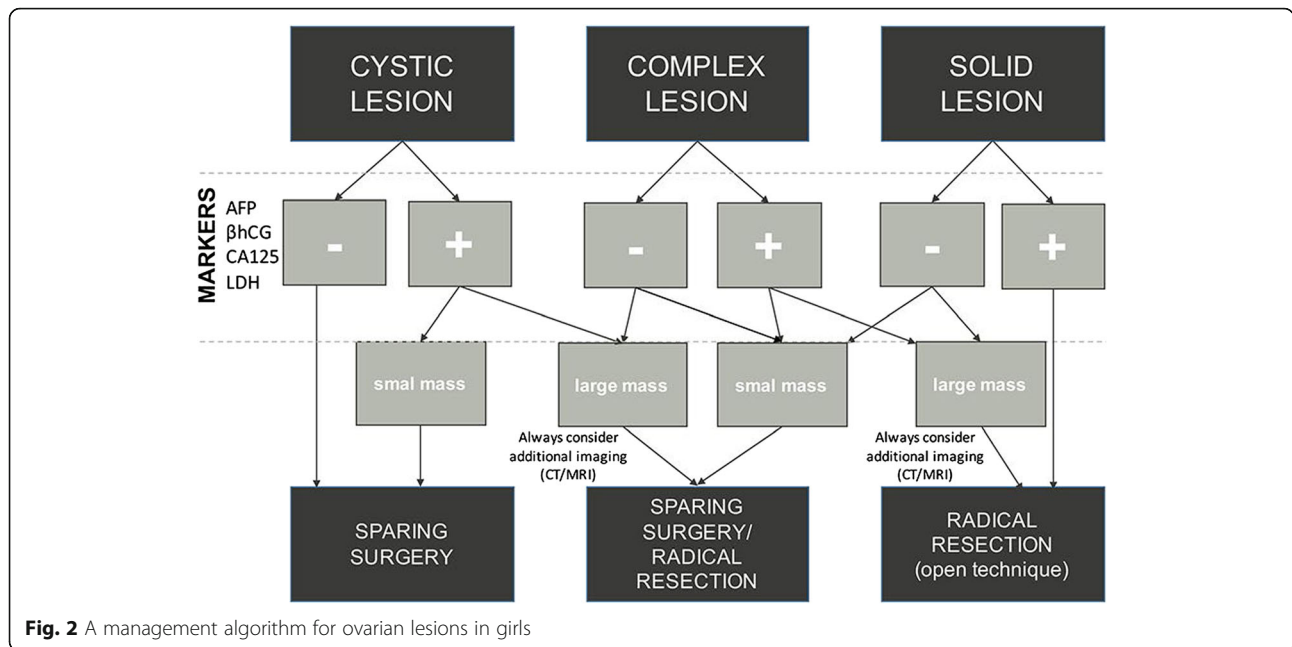 CYSTIC
LESION
COMPLEX
LESION
SOLID
LESION
MARKERS
AFP
βhCG
CA125
LDH
-
+
-
+
-
+
smal mass
large mass
smal mass
large mass
Always consider
additional imaging
(CT/MRI)
Always consider
additional imaging
(CT/MRI)
SPARING
SURGERY
SPARING
SURGERY/
RADICAL
RESECTION
RADICAL
RESECTION
(open technique)
Fig. 2 A management algorithm for ovarian lesions in girls